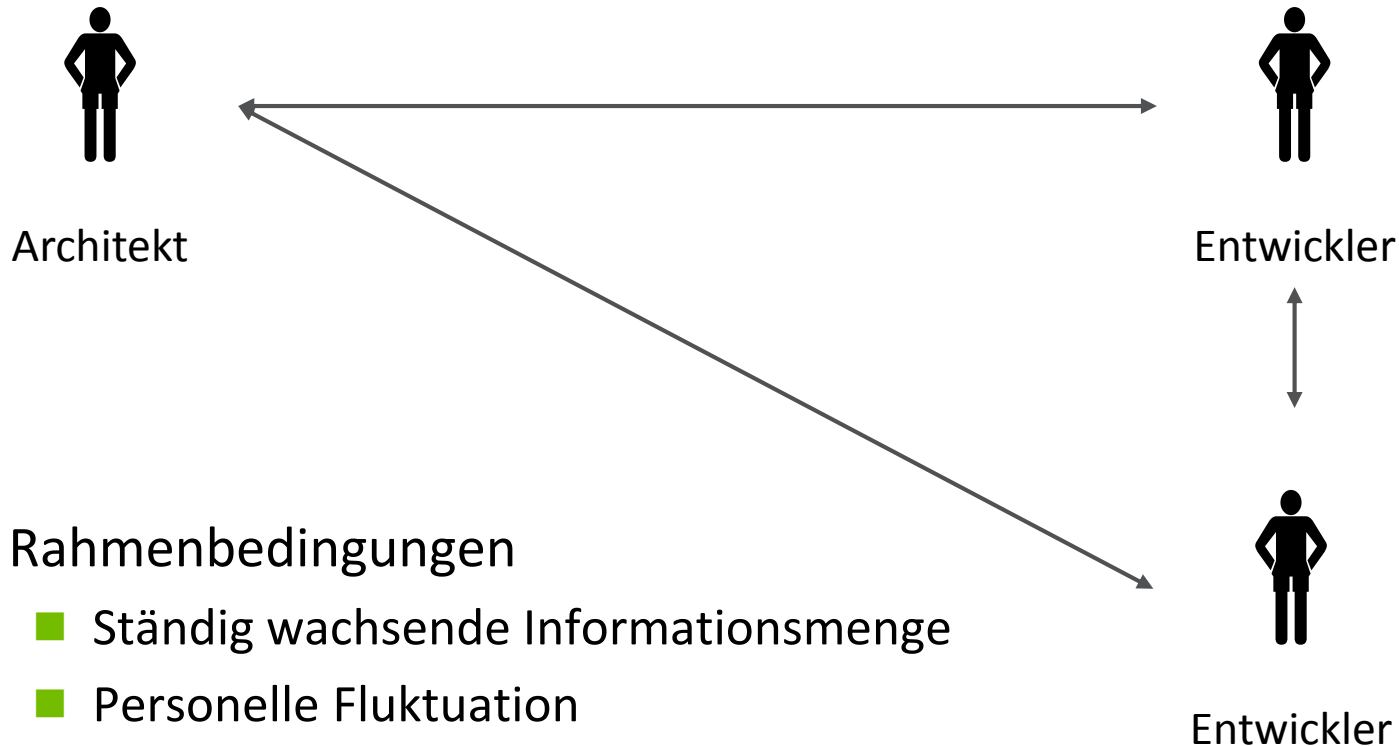 Architekt
Entwickler
Rahmenbedingungen
Ständig wachsende Informationsmenge
Personelle Fluktuation
Entwickler